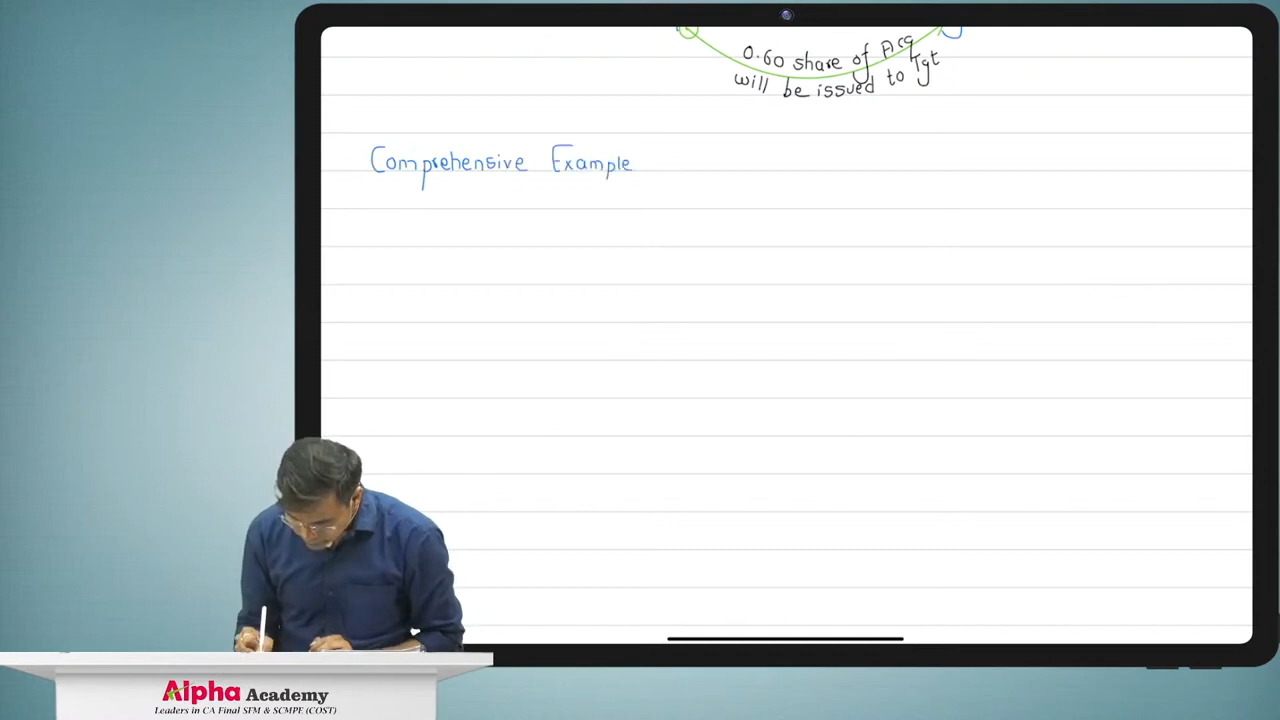 0.60 share of Acq
will be issued to Tgt
Comprehensive Example
Alpha Academy
Leaders in CA Final SFM & SCMPE (COST)